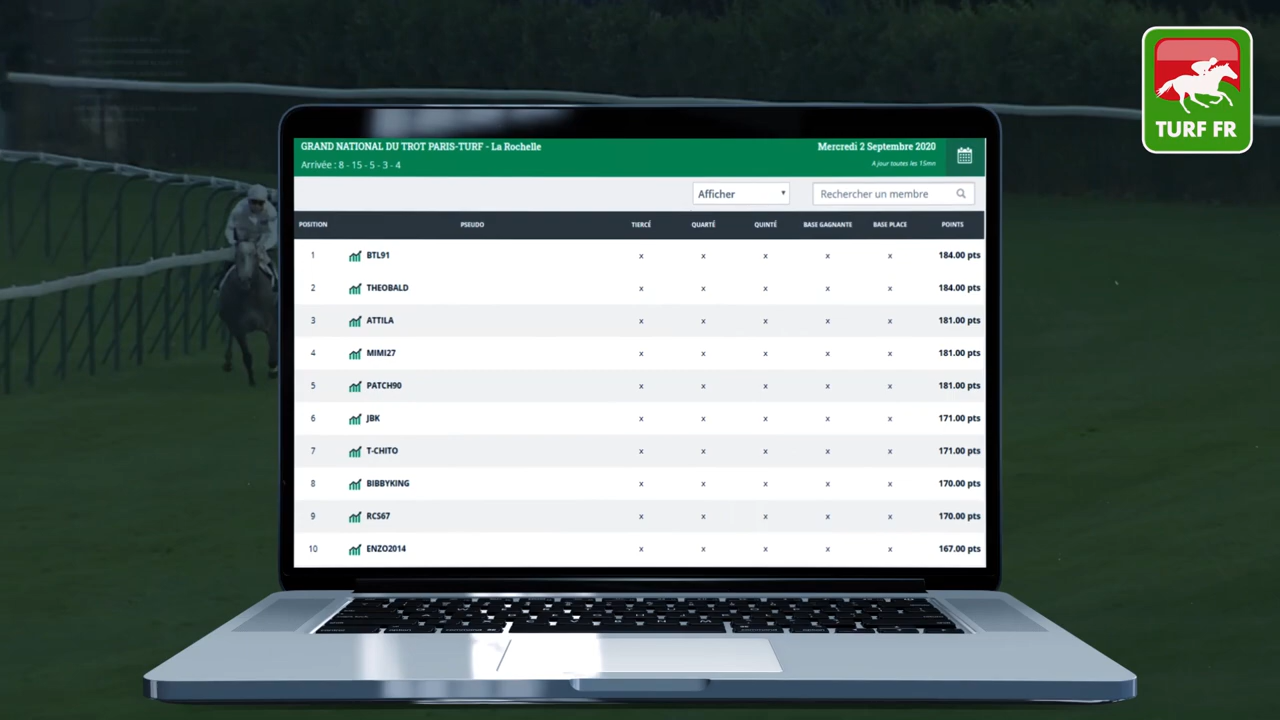 TURF FR
GRAND NATIONAL DU TROT PARIS-TURF - La Rochelle
Mercredi 2 Septembre 2020
Arrivée : 8 - 15 - 5 - 3 - 4
A jour toutes les 15mn
Afficher
Rechercher un membre
POSITION PSEUDO TIERCÉ QUARTÉ QUINTÉ BASE GAGNANTE BASE PLACE POINTS
1 BTL91 x x x x x 184.00 pts
2 THEOBALD x x x x x 184.00 pts
3 ATTILA x x x x x 181.00 pts
4 MIMI27 x x x x x 181.00 pts
5 PATCH90 x x x x x 181.00 pts
6 JBK x x x x x 171.00 pts
7 T-CHITO x x x x x 171.00 pts
8 BIBBYKING x x x x x 170.00 pts
9 RCS67 x x x x x 170.00 pts
10 ENZO2014 x x x x x 167.00 pts